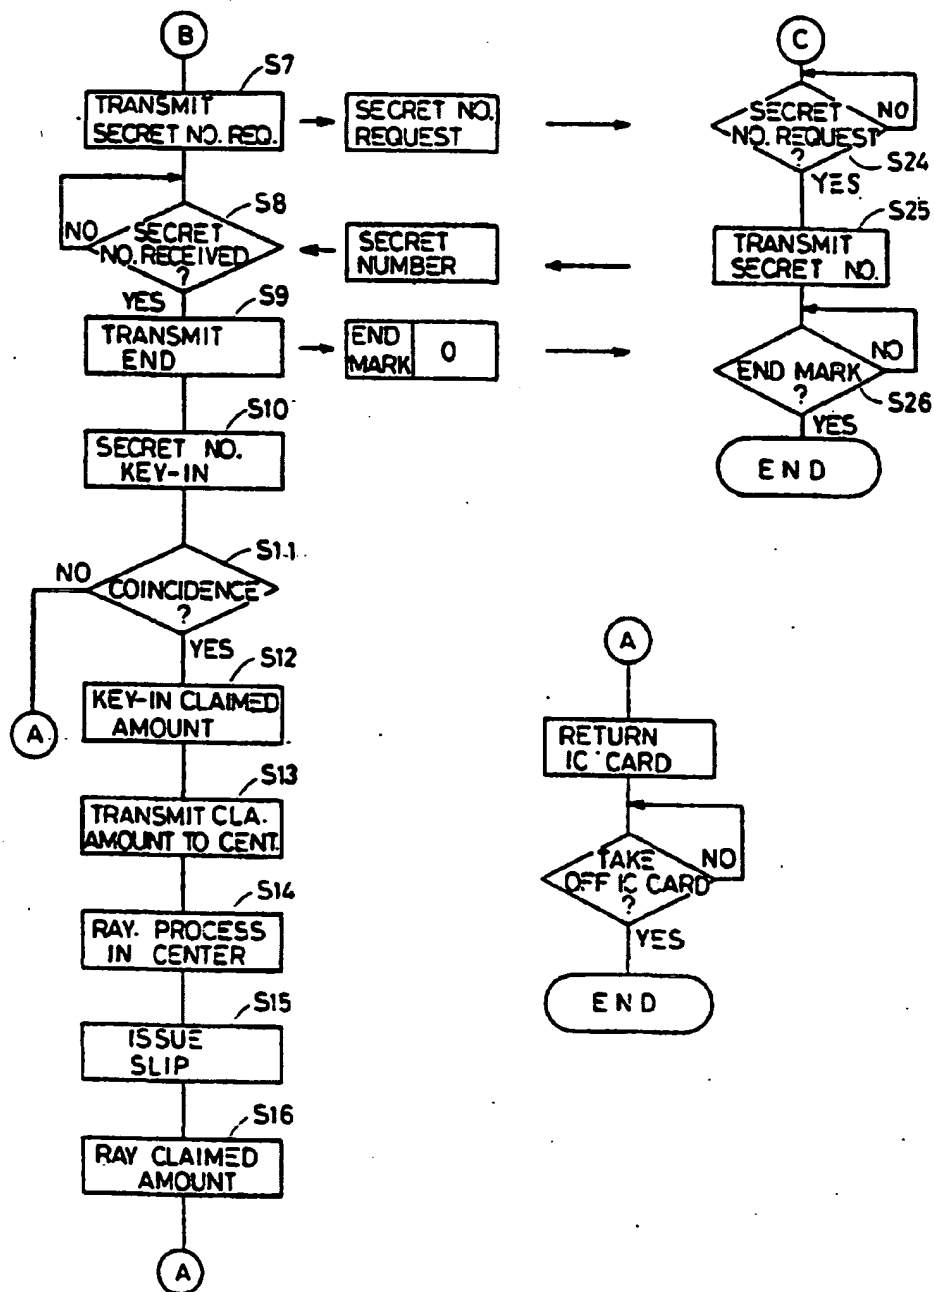 B
S7
TRANSMIT
SECRET NO. REQ.
SECRET NO.
REQUEST
NO
S8
SECRET
NO. RECEIVED
?
YES
SECRET
NUMBER
S9
TRANSMIT
END
END
MARK
0
S10
SECRET NO.
KEY-IN
S11
NO
COINCIDENCE
?
YES
A
S12
KEY-IN CLAIMED
AMOUNT
S13
TRANSMIT CLA.
AMOUNT TO CENT.
S14
RAY. PROCESS
IN CENTER
S15
ISSUE
SLIP
S16
RAY CLAIMED
AMOUNT
A
C
NO
SECRET
NO. REQUEST
?
S24
YES
S25
TRANSMIT
SECRET NO.
NO
END MARK
?
S26
YES
END
A
RETURN
IC CARD
NO
TAKE
OFF IC CARD
?
YES
END